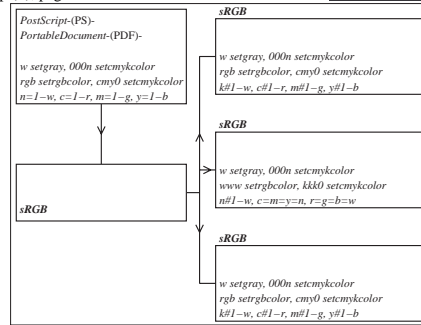 PostScript-(PS)-
PortableDocument-(PDF)-
w setgray, 000n setcmykcolor
rgb setrgbcolor, cmy0 setcmykcolor
n=1−w, c=1−r, m=1−g, y=1−b
sRGB
sRGB
w setgray, 000n setcmykcolor
rgb setrgbcolor, cmy0 setcmykcolor
k#1−w, c#1−r, m#1−g, y#1−b
sRGB
w setgray, 000n setcmykcolor
www setrgbcolor, kkk0 setcmykcolor
n#1−w, c=m=y=n, r=g=b=w
sRGB
w setgray, 000n setcmykcolor
rgb setrgbcolor, cmy0 setcmykcolor
k#1−w, c#1−r, m#1−g, y#1−b